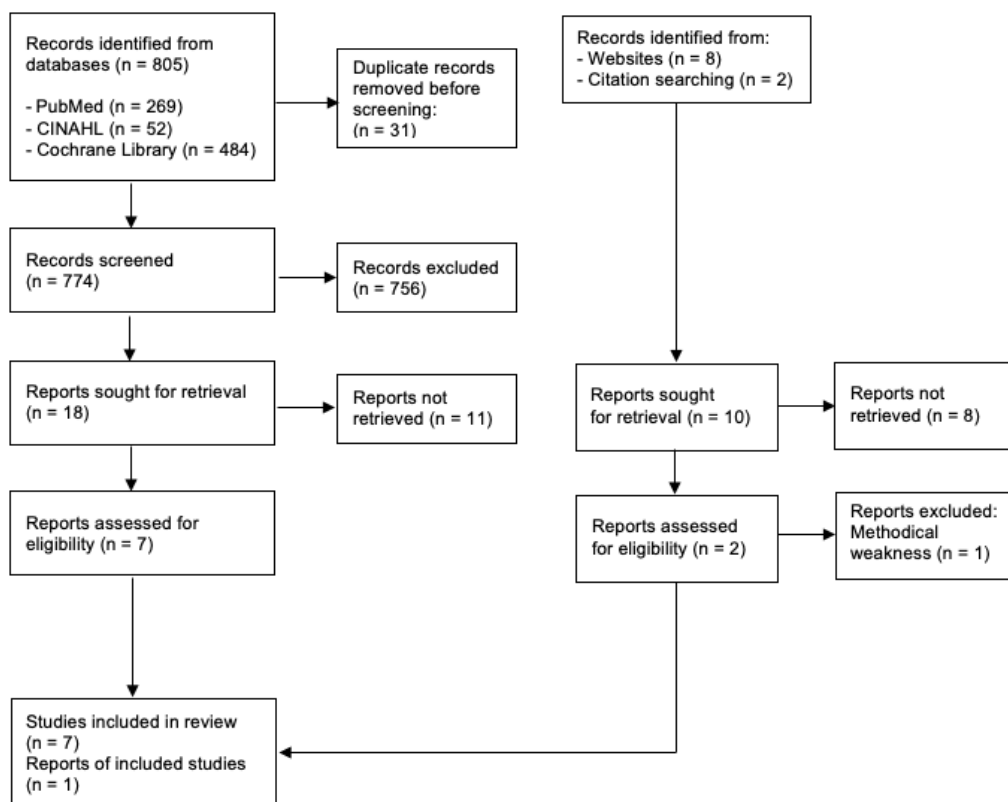 Records identified from
databases (n = 805)
- PubMed (n = 269)
- CINAHL (n = 52)
- Cochrane Library (n = 484)
Duplicate records
removed before
screening:
(n = 31)
Records identified from:
- Websites (n = 8)
- Citation searching (n = 2)
Records screened
(n = 774)
Records excluded
(n = 756)
Reports sought for retrieval
(n = 18)
Reports not
retrieved (n = 11)
Reports sought
for retrieval (n = 10)
Reports not
retrieved (n = 8)
Reports assessed for
eligibility (n = 7)
Reports assessed
for eligibility (n = 2)
Reports excluded:
Methodical
weakness (n = 1)
Studies included in review
(n = 7)
Reports of included studies
(n = 1)